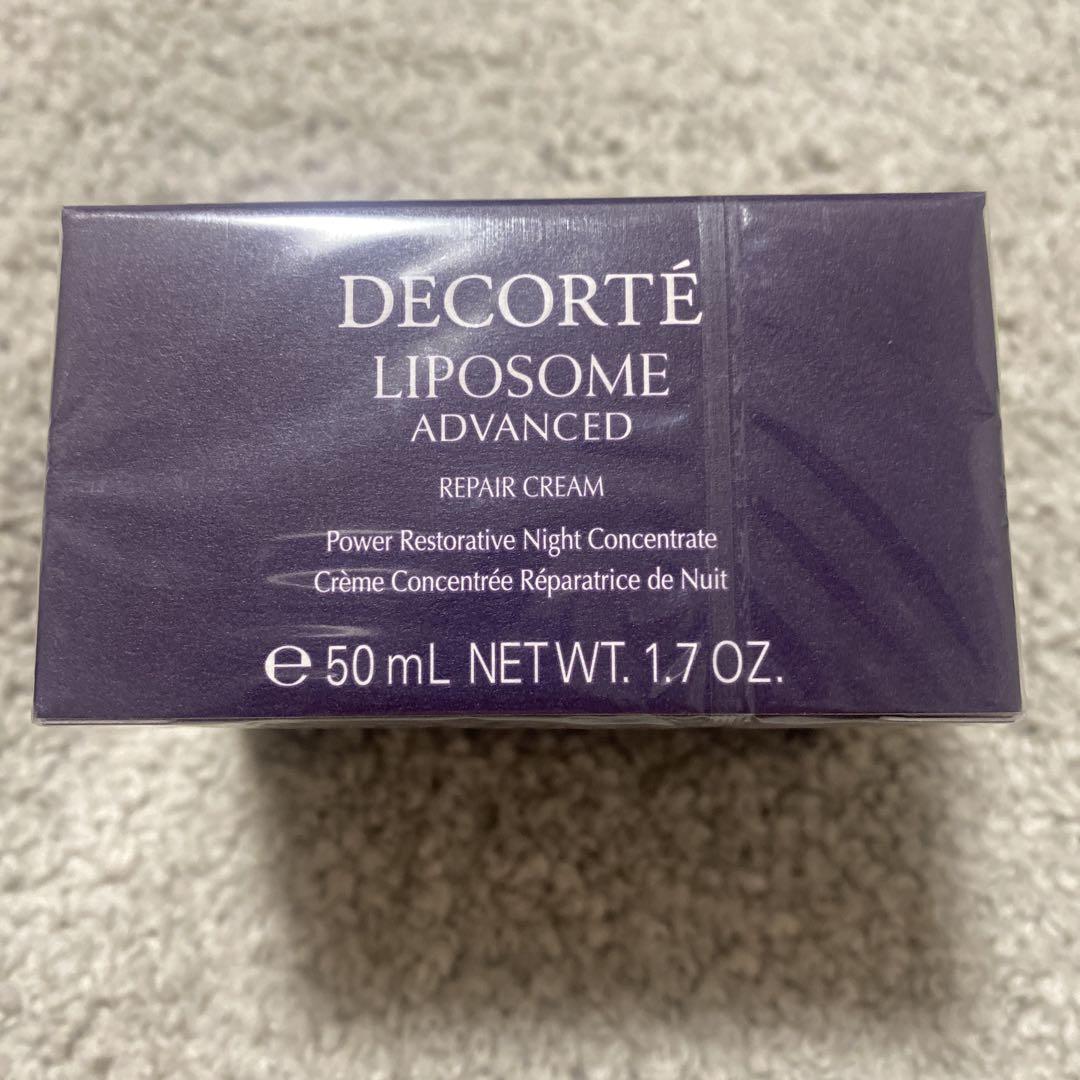 DECORTÉ
LIPOSOME
ADVANCED
REPAIR CREAM
Power Restorative Night Concentrate
Crème Concentrée Réparatrice de Nuit
℮ 50 mL NET WT. 1.7 OZ.